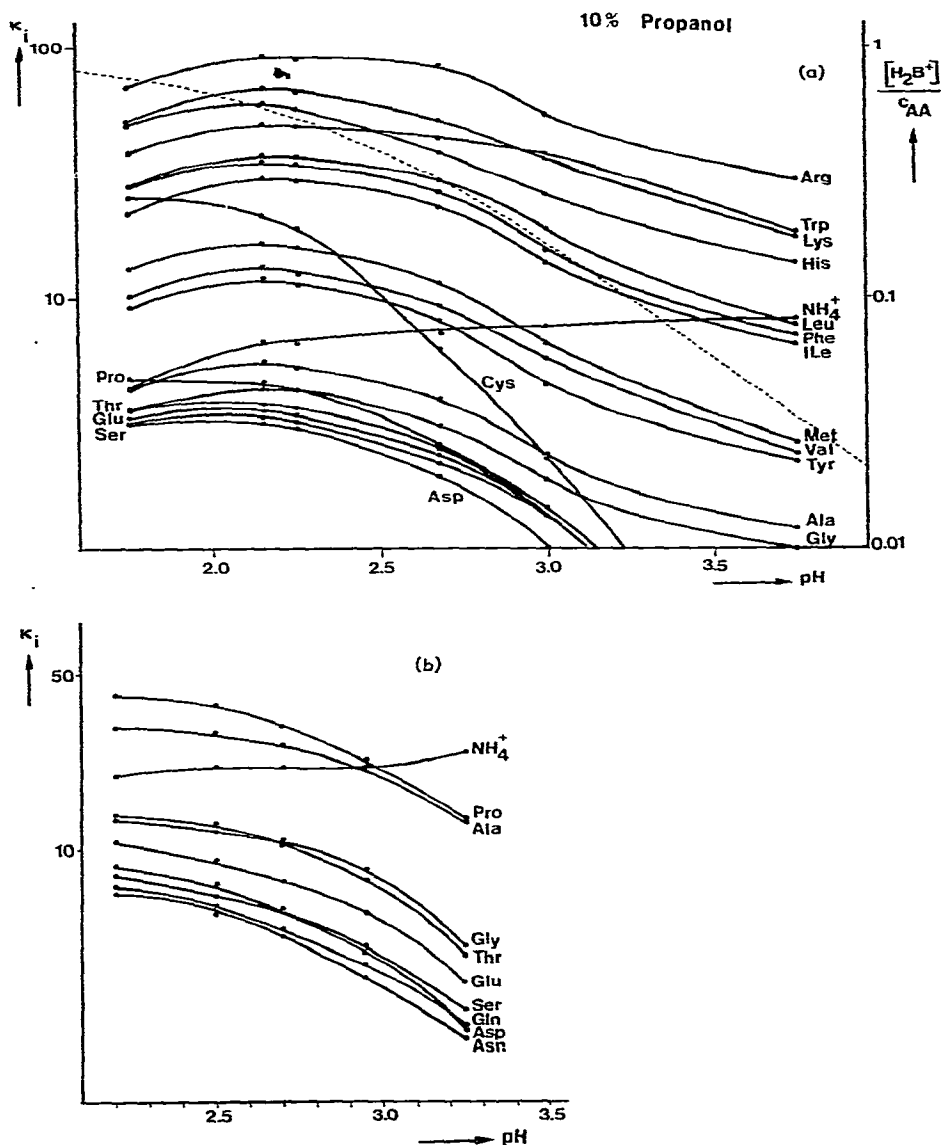 10% Propanol
κi
100
10
(a)
1
[H2B+]
cAA
0.1
0.01
Arg
Trp
Lys
His
NH4+
Leu
Phe
ILe
Met
Val
Tyr
Ala
Gly
Pro
Thr
Glu
Ser
Cys
Asp
2.0 2.5 3.0 3.5
pH
κi
50
10
(b)
NH4+
Pro
Ala
Gly
Thr
Glu
Ser
Gln
Asp
Asn
2.5 3.0 3.5
pH